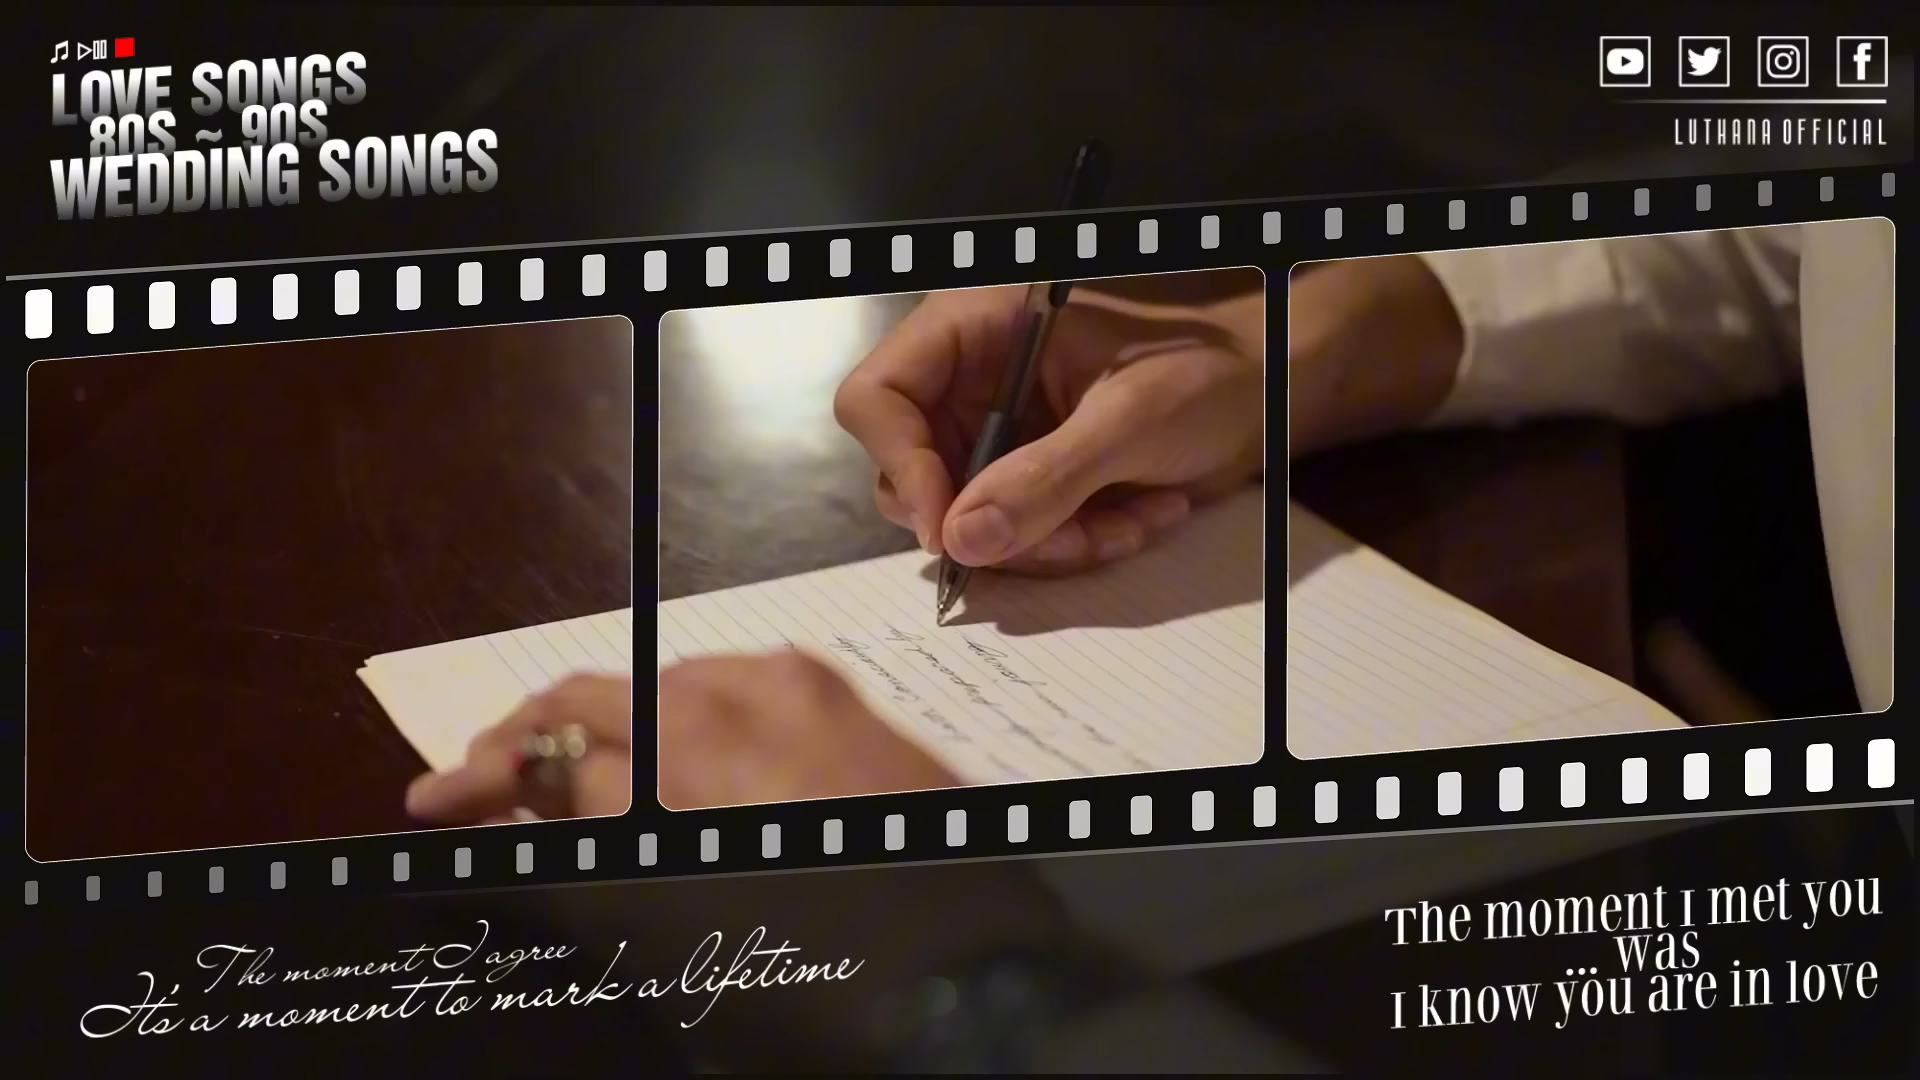 LOVE SONGS
80S ~ 90S
WEDDING SONGS
LUTHANA OFFICIAL
The moment I agree
It's a moment to mark a lifetime
The moment I met you
was
I know you are in love